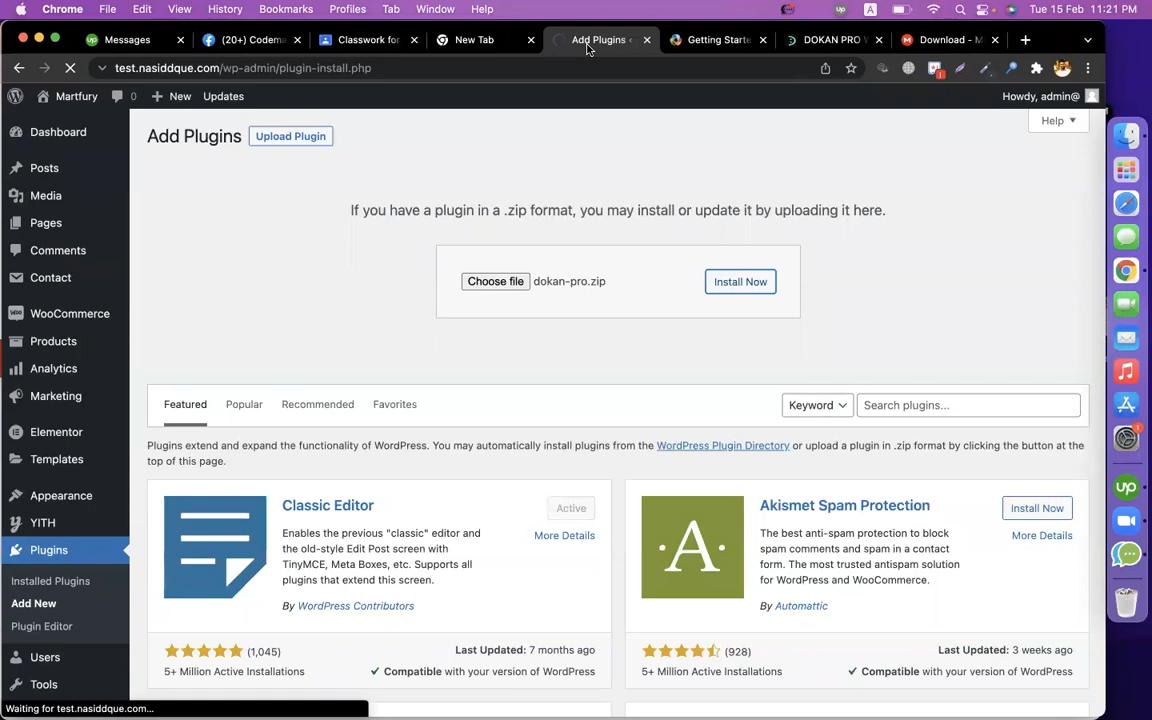 Chrome File Edit View History Bookmarks Profiles Tab Window Help
A Tue 15 Feb 11:21 PM
Messages
(20+) Codema
Classwork for
New Tab
Add Plugins ‹
Getting Starte
DOKAN PRO V
Download - M
test.nasiddque.com/wp-admin/plugin-install.php
Martfury 0 New Updates
Howdy, admin@
Help
Dashboard
Posts
Media
Pages
Comments
Contact
WooCommerce
Products
Analytics
Marketing
Elementor
Templates
Appearance
YITH
Plugins
Installed Plugins
Add New
Plugin Editor
Users
Tools
Add Plugins Upload Plugin
If you have a plugin in a .zip format, you may install or update it by uploading it here.
Choose file dokan-pro.zip Install Now
Featured Popular Recommended Favorites
Keyword Search plugins...
Plugins extend and expand the functionality of WordPress. You may automatically install plugins from the WordPress Plugin Directory or upload a plugin in .zip format by clicking the button at the
top of this page.
Classic Editor
Active
More Details
Enables the previous "classic" editor and
the old-style Edit Post screen with
TinyMCE, Meta Boxes, etc. Supports all
plugins that extend this screen.
By WordPress Contributors
(1,045)
Last Updated: 7 months ago
5+ Million Active Installations
Compatible with your version of WordPress
Akismet Spam Protection
Install Now
More Details
The best anti-spam protection to block
spam comments and spam in a contact
form. The most trusted antispam solution
for WordPress and WooCommerce.
By Automattic
(928)
Last Updated: 3 weeks ago
5+ Million Active Installations
Compatible with your version of WordPress
Waiting for test.nasiddque.com...